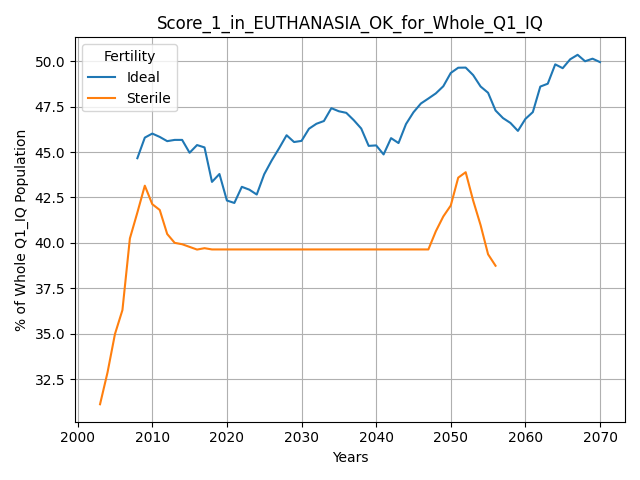 Score_1_in_EUTHANASIA_OK_for_Whole_Q1_IQ
Fertility
Ideal
Sterile
% of Whole Q1_IQ Population
50.0
47.5
45.0
42.5
40.0
37.5
35.0
32.5
2000 2010 2020 2030 2040 2050 2060 2070
Years